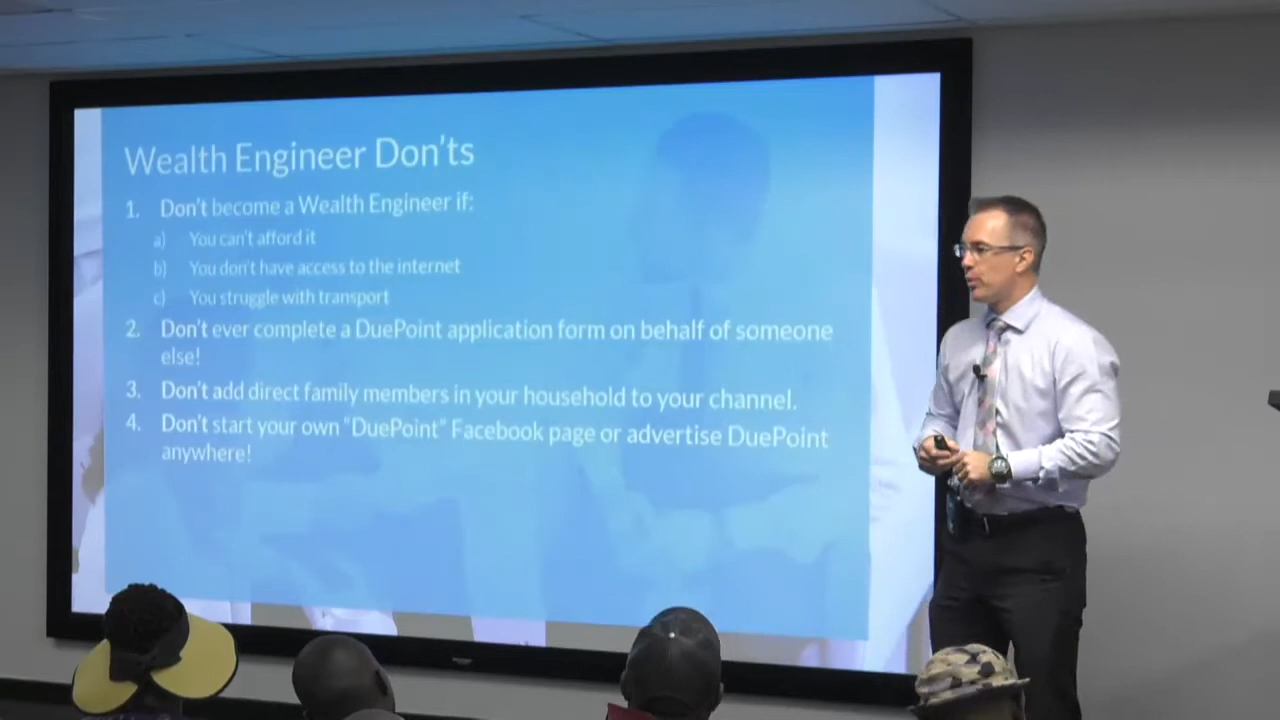 Wealth Engineer Don'ts
1. Don't become a Wealth Engineer if:
a) You can't afford it
b) You don't have access to the internet
c) You struggle with transport
2. Don't ever complete a DuePoint application form on behalf of someone
else!
3. Don't add direct family members in your household to your channel.
4. Don't start your own “DuePoint” Facebook page or advertise DuePoint
anywhere!